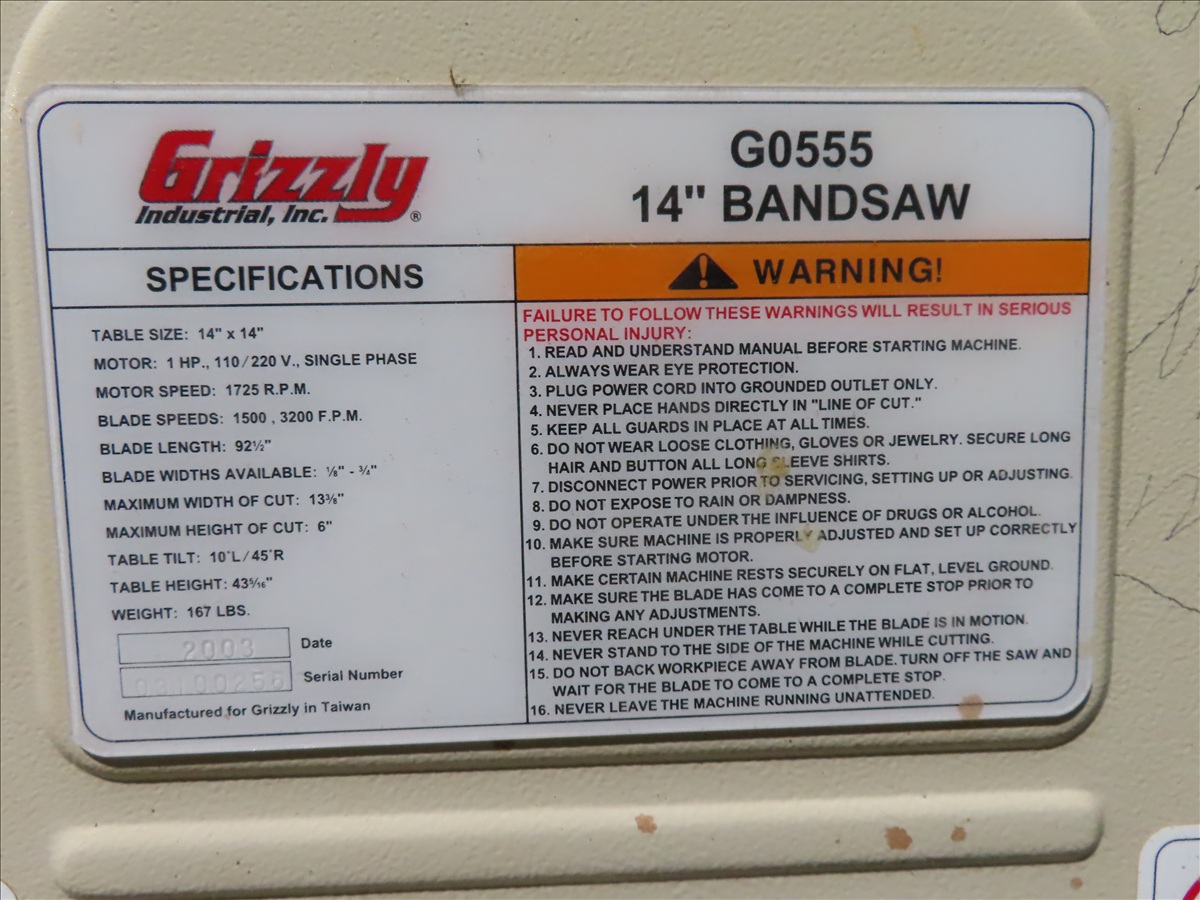 Grizzly
Industrial, Inc. ®
G0555
14" BANDSAW
SPECIFICATIONS
TABLE SIZE: 14" x 14"
MOTOR: 1 HP., 110/220 V., SINGLE PHASE
MOTOR SPEED: 1725 R.P.M.
BLADE SPEEDS: 1500 , 3200 F.P.M.
BLADE LENGTH: 92½"
BLADE WIDTHS AVAILABLE: ⅛" - ¾"
MAXIMUM WIDTH OF CUT: 13⅜"
MAXIMUM HEIGHT OF CUT: 6"
TABLE TILT: 10°L/45°R
TABLE HEIGHT: 43⁵⁄₁₆"
WEIGHT: 167 LBS.
2003 Date
Serial Number
Manufactured for Grizzly in Taiwan
WARNING!
FAILURE TO FOLLOW THESE WARNINGS WILL RESULT IN SERIOUS
PERSONAL INJURY:
1. READ AND UNDERSTAND MANUAL BEFORE STARTING MACHINE.
2. ALWAYS WEAR EYE PROTECTION.
3. PLUG POWER CORD INTO GROUNDED OUTLET ONLY.
4. NEVER PLACE HANDS DIRECTLY IN "LINE OF CUT."
5. KEEP ALL GUARDS IN PLACE AT ALL TIMES.
6. DO NOT WEAR LOOSE CLOTHING, GLOVES OR JEWELRY. SECURE LONG
HAIR AND BUTTON ALL LONG SLEEVE SHIRTS.
7. DISCONNECT POWER PRIOR TO SERVICING, SETTING UP OR ADJUSTING.
8. DO NOT EXPOSE TO RAIN OR DAMPNESS.
9. DO NOT OPERATE UNDER THE INFLUENCE OF DRUGS OR ALCOHOL.
10. MAKE SURE MACHINE IS PROPERLY ADJUSTED AND SET UP CORRECTLY
BEFORE STARTING MOTOR.
11. MAKE CERTAIN MACHINE RESTS SECURELY ON FLAT, LEVEL GROUND.
12. MAKE SURE THE BLADE HAS COME TO A COMPLETE STOP PRIOR TO
MAKING ANY ADJUSTMENTS.
13. NEVER REACH UNDER THE TABLE WHILE THE BLADE IS IN MOTION.
14. NEVER STAND TO THE SIDE OF THE MACHINE WHILE CUTTING.
15. DO NOT BACK WORKPIECE AWAY FROM BLADE. TURN OFF THE SAW AND
WAIT FOR THE BLADE TO COME TO A COMPLETE STOP.
16. NEVER LEAVE THE MACHINE RUNNING UNATTENDED.